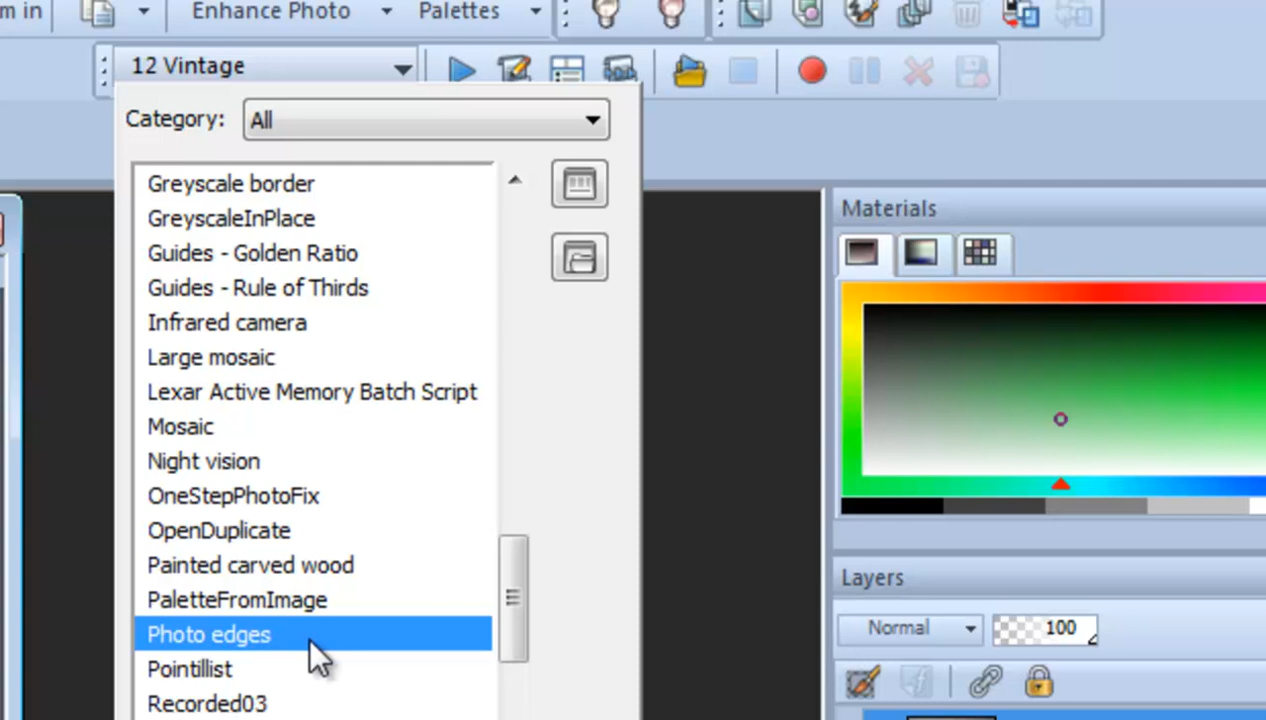 m in Enhance Photo Palettes
12 Vintage
Category: All
Greyscale border
GreyscaleInPlace
Guides - Golden Ratio
Guides - Rule of Thirds
Infrared camera
Large mosaic
Lexar Active Memory Batch Script
Mosaic
Night vision
OneStepPhotoFix
OpenDuplicate
Painted carved wood
PaletteFromImage
Photo edges
Pointillist
Recorded03
Materials
Layers
Normal 100